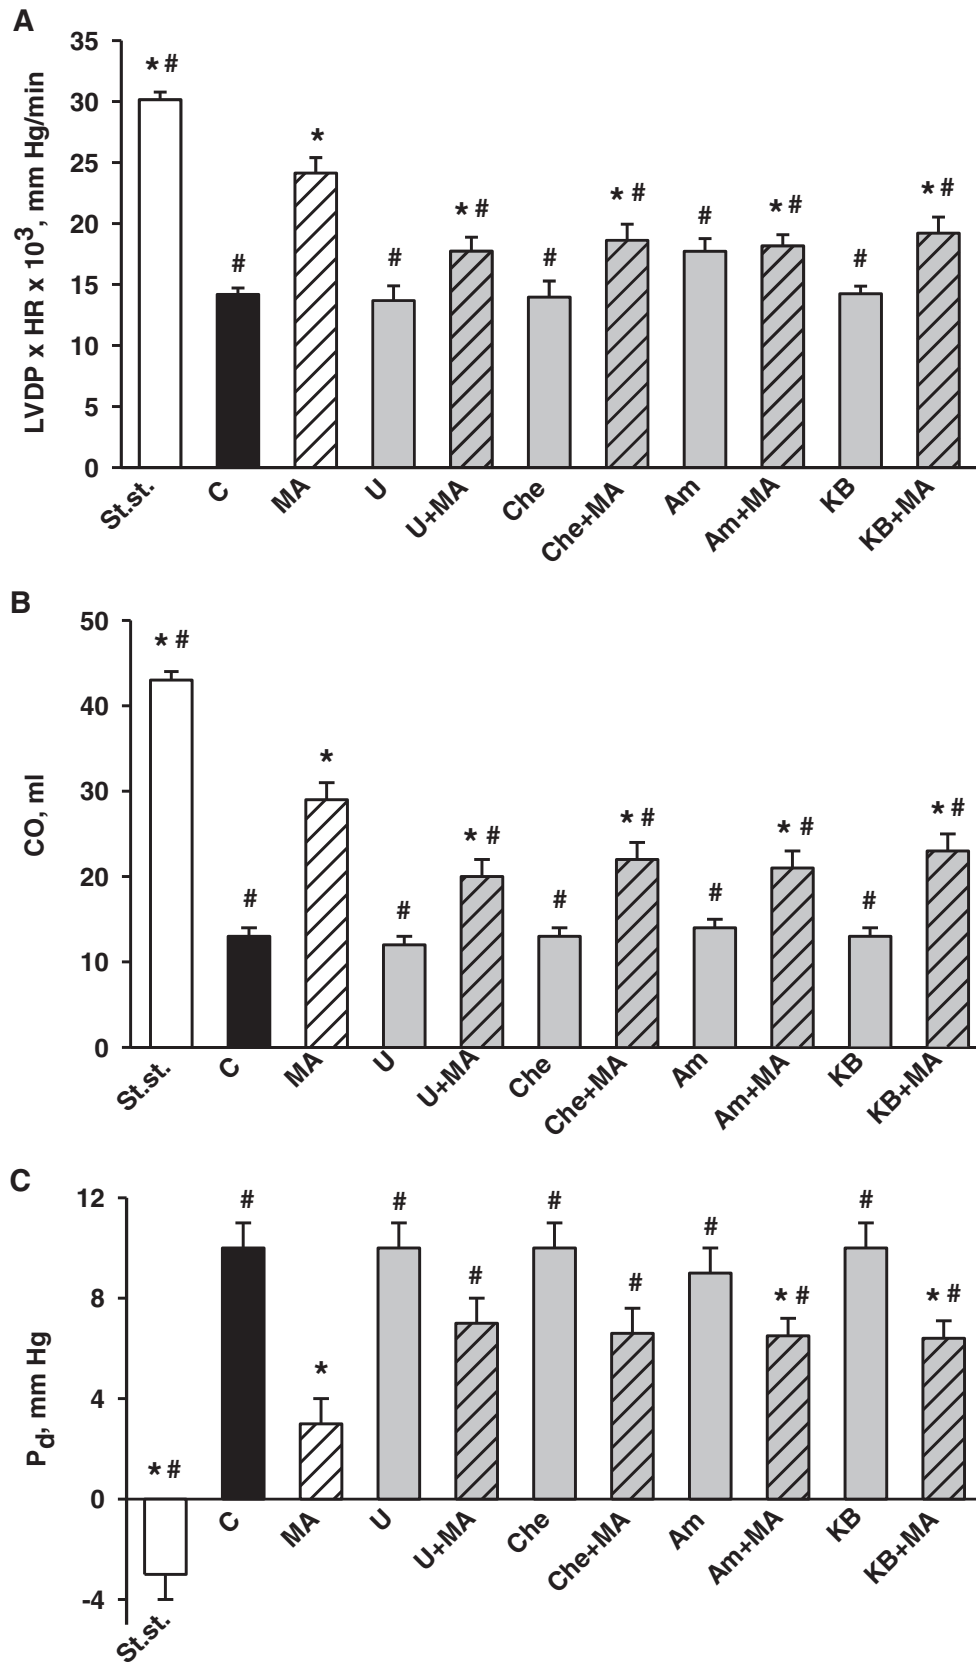 A
LVDP x HR x 10³, mm Hg/min
35
30
25
20
15
10
5
0
* #
#
*
#
* #
#
* #
#
* #
#
* #
St.st.
C
MA
U
U+MA
Che
Che+MA
Am
Am+MA
KB
KB+MA
B
CO, ml
50
40
30
20
10
0
* #
#
*
#
* #
#
* #
#
* #
#
* #
St.st.
C
MA
U
U+MA
Che
Che+MA
Am
Am+MA
KB
KB+MA
C
Pd, mm Hg
12
8
4
0
-4
* #
#
*
#
#
#
#
#
* #
#
* #
St.st.
C
MA
U
U+MA
Che
Che+MA
Am
Am+MA
KB
KB+MA